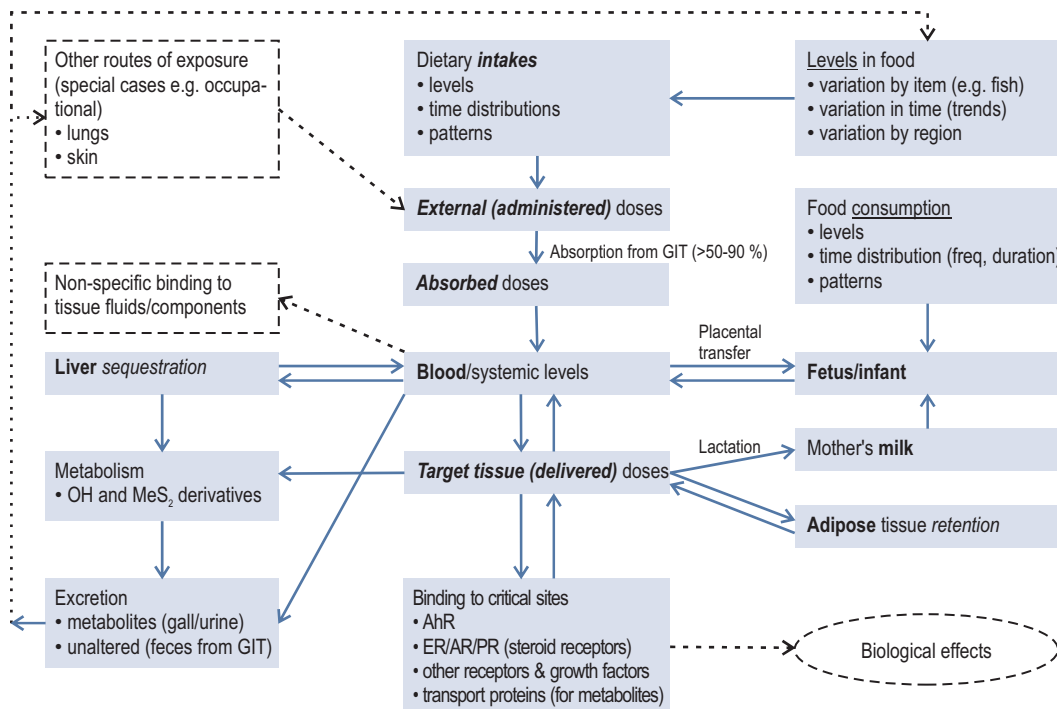 Other routes of exposure
(special cases e.g. occupa-
tional)
• lungs
• skin
Dietary intakes
• levels
• time distributions
• patterns
Levels in food
• variation by item (e.g. fish)
• variation in time (trends)
• variation by region
External (administered) doses
Food consumption
• levels
• time distribution (freq, duration)
• patterns
Absorption from GIT (>50-90 %)
Non-specific binding to
tissue fluids/components
Absorbed doses
Placental
transfer
Liver sequestration
Blood/systemic levels
Fetus/infant
Metabolism
• OH and MeS₂ derivatives
Target tissue (delivered) doses
Lactation
Mother's milk
Adipose tissue retention
Excretion
• metabolites (gall/urine)
• unaltered (feces from GIT)
Binding to critical sites
• AhR
• ER/AR/PR (steroid receptors)
• other receptors & growth factors
• transport proteins (for metabolites)
Biological effects